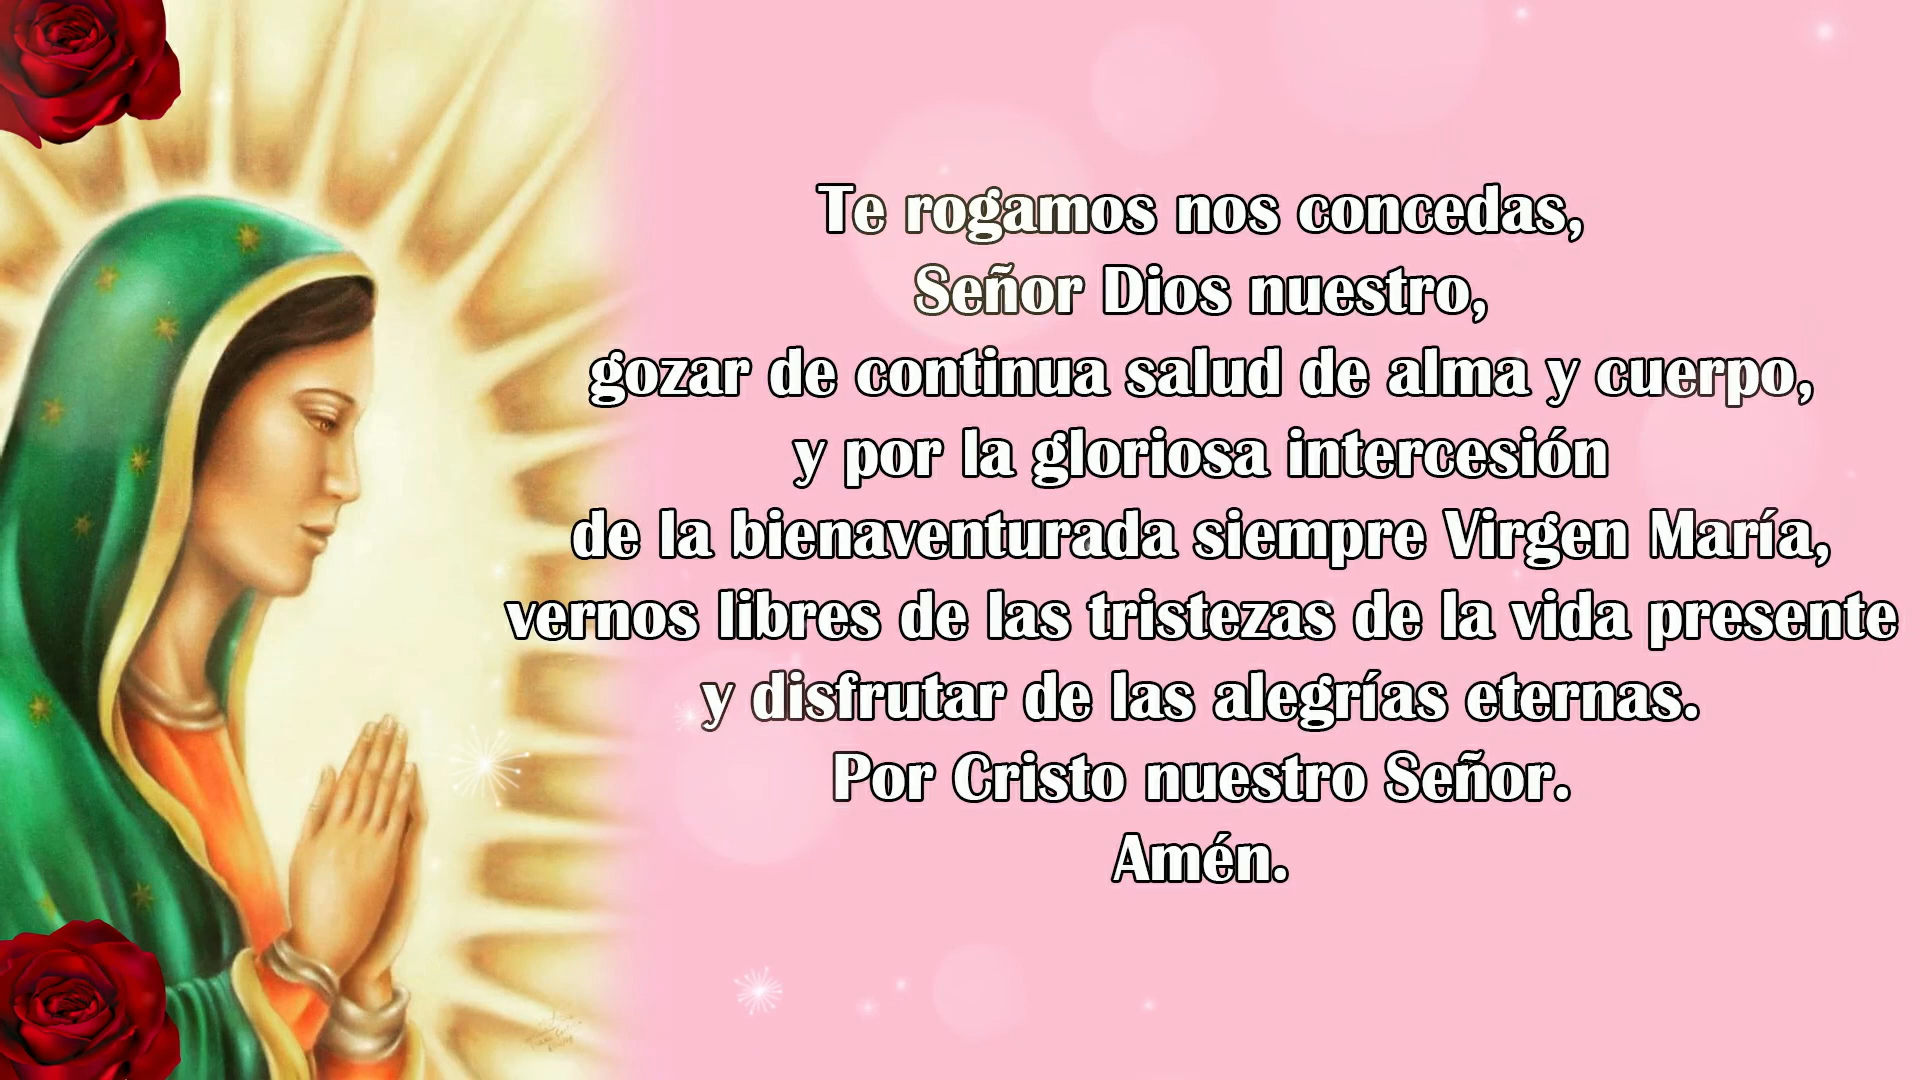 Te rogamos nos concedas,
Señor Dios nuestro,
gozar de continua salud de alma y cuerpo,
y por la gloriosa intercesión
de la bienaventurada siempre Virgen María,
vernos libres de las tristezas de la vida presente
y disfrutar de las alegrías eternas.
Por Cristo nuestro Señor.
Amén.